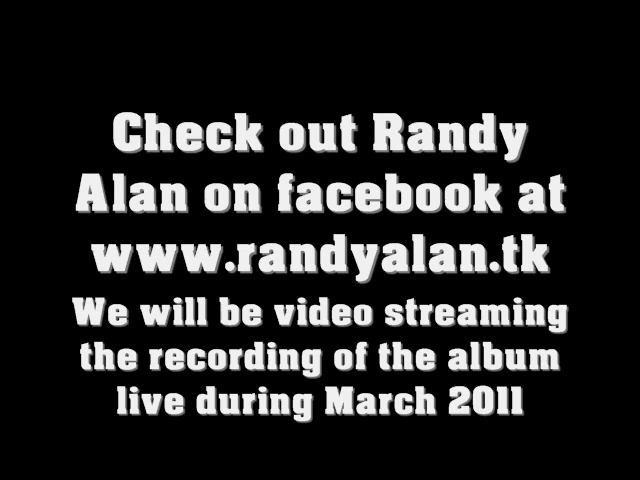 Check out Randy
Alan on facebook at
www.randyalan.tk
We will be video streaming
the recording of the album
live during March 2011